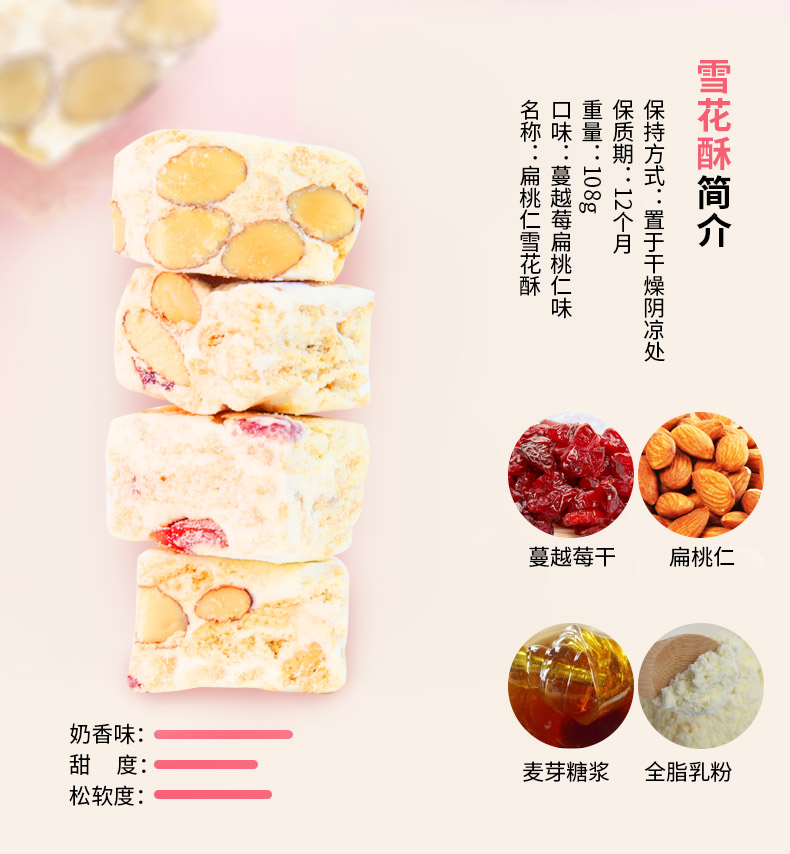 雪花酥简介
保持方式：置于干燥阴凉处
保质期：12个月
重量：108g
口味：蔓越莓扁桃仁味
名称：扁桃仁雪花酥
蔓越莓干
扁桃仁
麦芽糖浆
全脂乳粉
奶香味：
甜 度：
松软度：